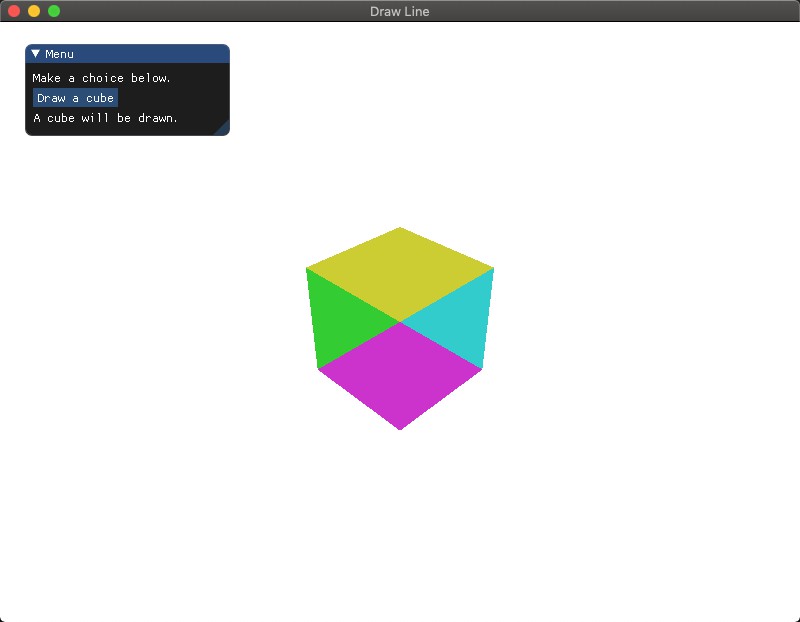 Draw Line
Menu
Make a choice below.
Draw a cube
A cube will be drawn.